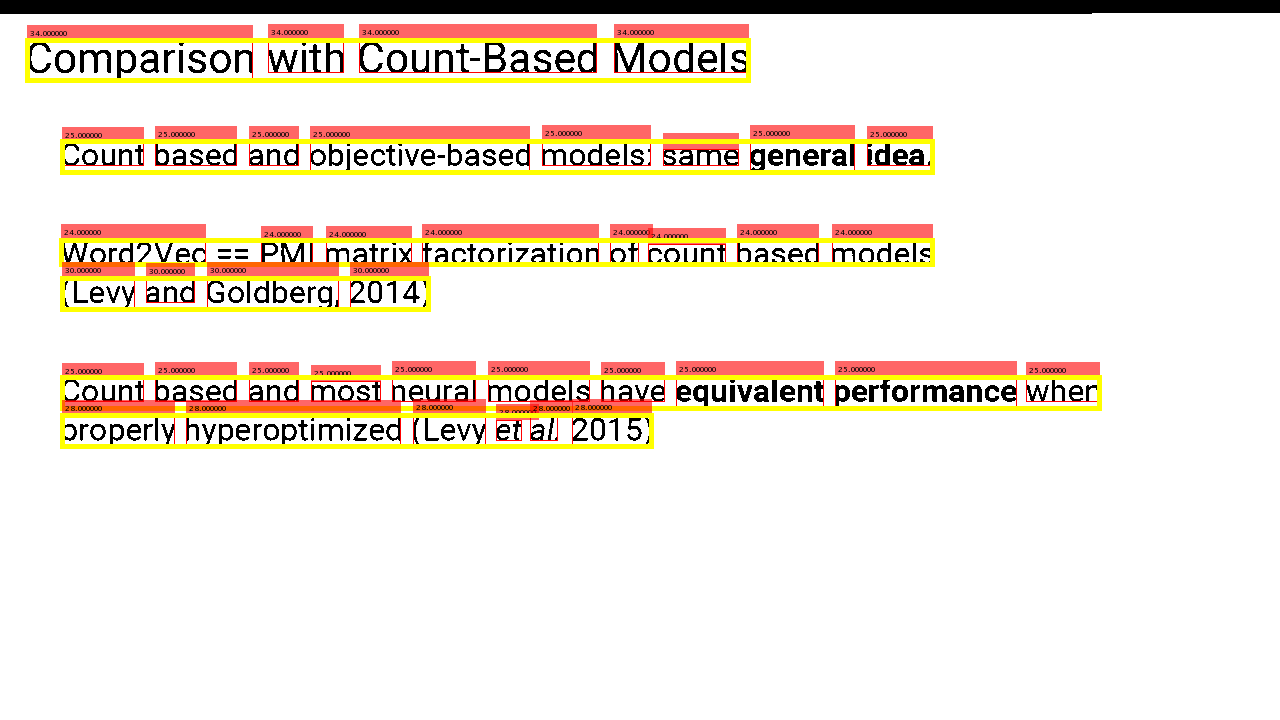 Comparison with Count-Based Models
34.000000 34.000000 34.000000 34.000000
Count based and objective-based models: same general idea.
25.000000 25.000000 25.000000 25.000000 25.000000 25.000000 25.000000
Word2Vec == PMI matrix factorization of count based models
24.000000 24.000000 24.000000 24.000000 24.000000 24.000000 24.000000 24.000000
(Levy and Goldberg, 2014)
30.000000 30.000000 30.000000 30.000000
Count based and most neural models have equivalent performance when
25.000000 25.000000 25.000000 25.000000 25.000000 25.000000 25.000000 25.000000 25.000000 25.000000
properly hyperoptimized (Levy et al. 2015)
28.000000 28.000000 28.000000 28.000000 28.000000 28.000000